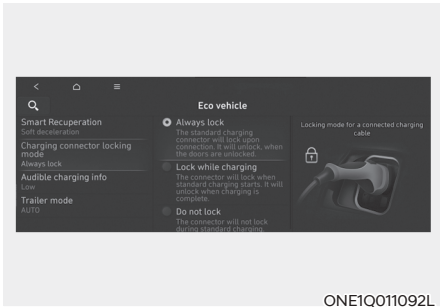 Eco vehicle
Smart Recuperation
Soft deceleration
Charging connector locking
mode
Always lock
Audible charging info
Low
Trailer mode
AUTO
Always lock
The standard charging
connector will lock upon
connection. It will unlock, when
the doors are unlocked.
Lock while charging
The connector will lock when
standard charging starts. It will
unlock when charging is
complete.
Do not lock
The connector will not lock
during standard charging.
Locking mode for a connected charging
cable
ONE1Q011092L